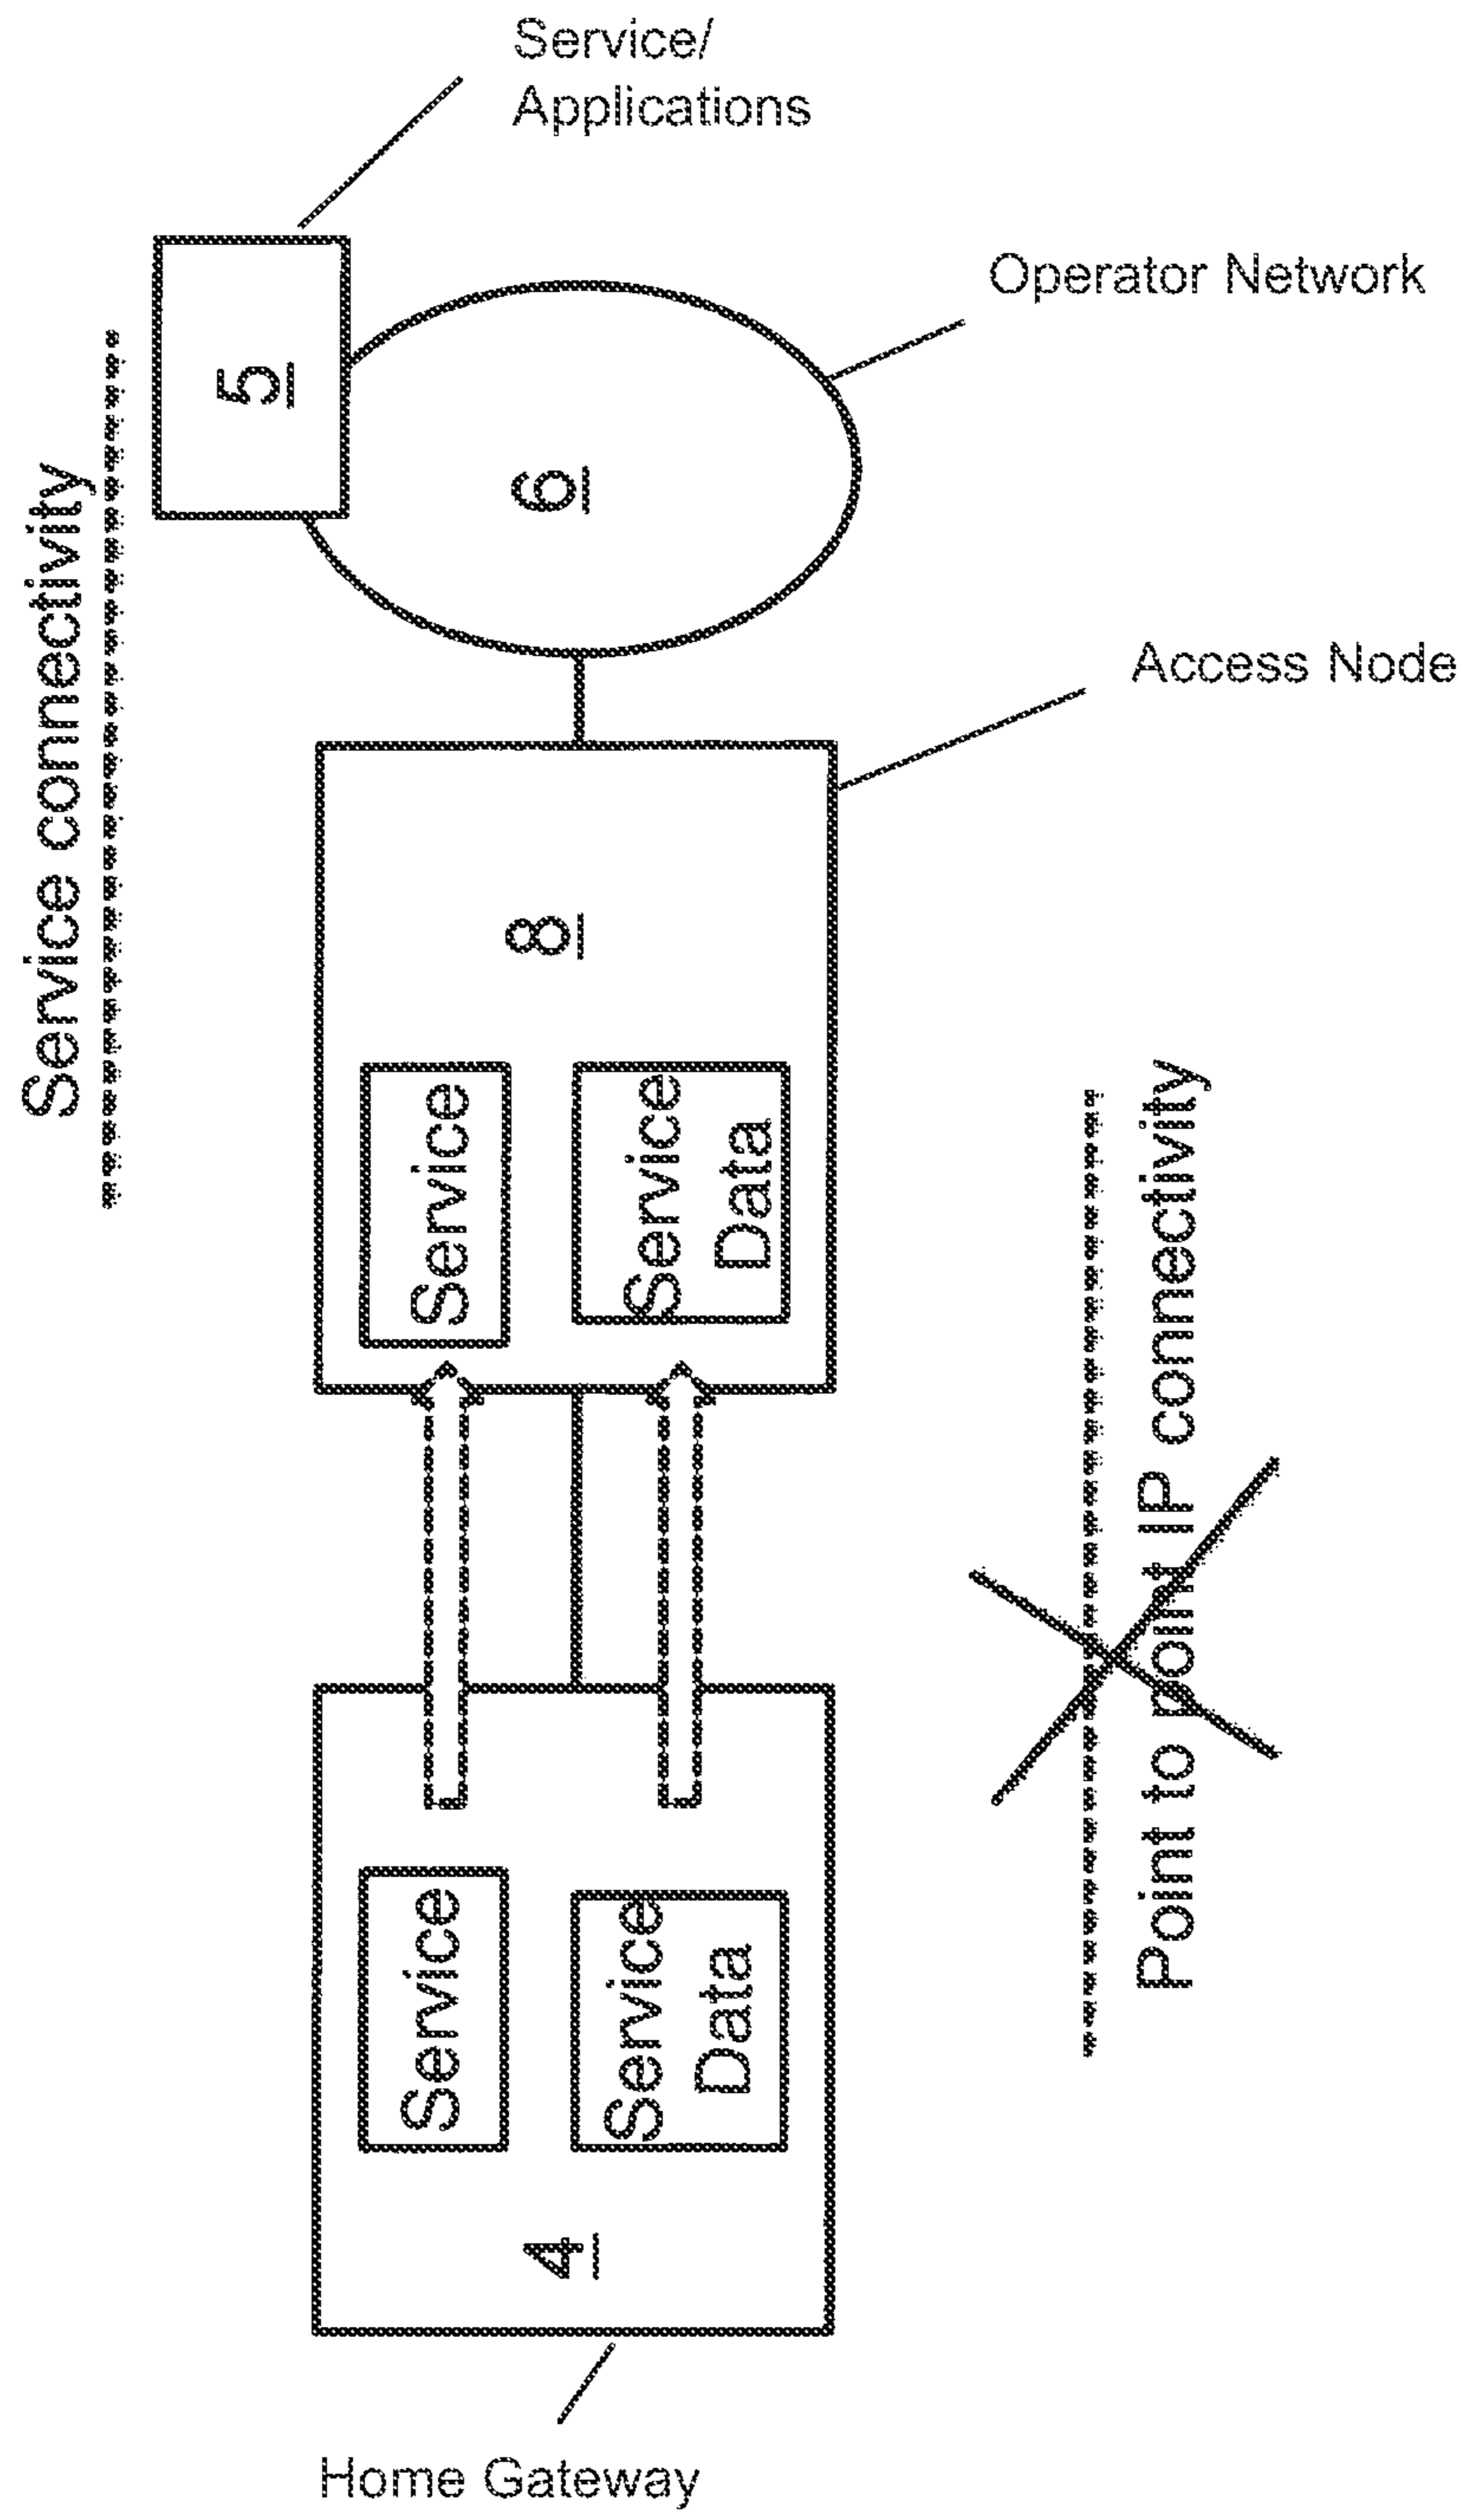 Service/
Applications
Operator Network
Access Node
Home Gateway
Service connectivity
5
6
8
Service
Service
Data
4
Service
Service
Data
Point to point IP connectivity